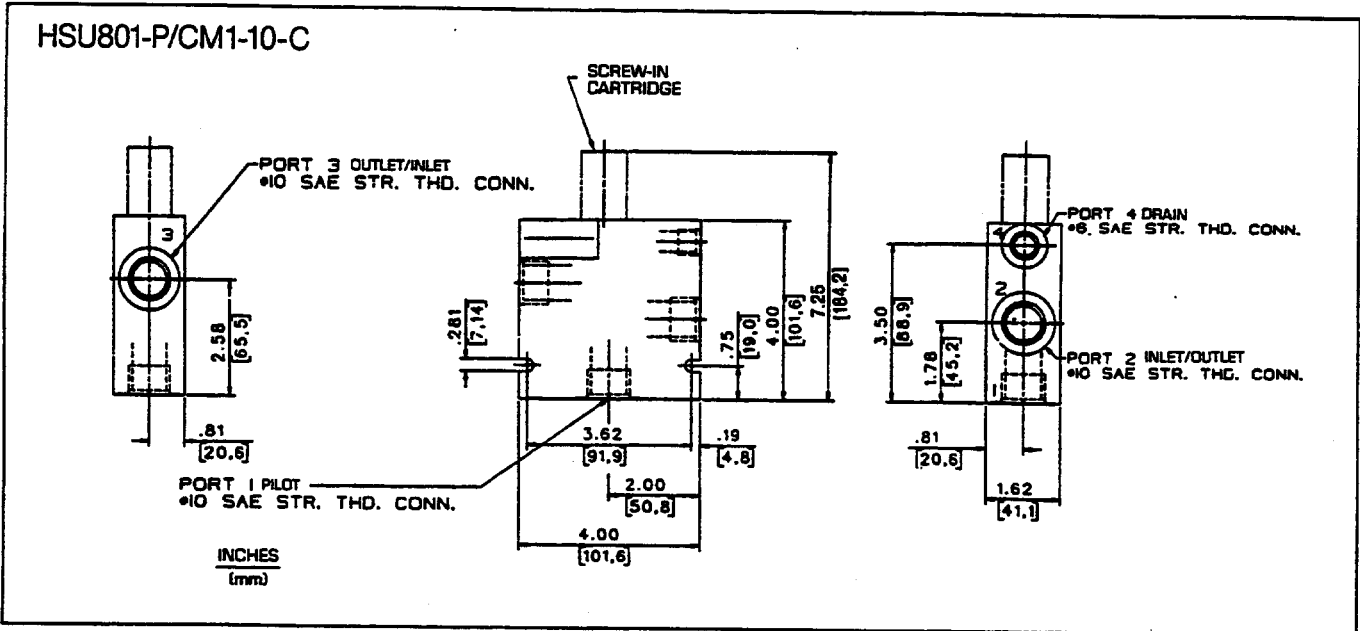 HSU801-P/CM1-10-C
SCREW-IN
CARTRIDGE
PORT 3 OUTLET/INLET
#10 SAE STR. THD. CONN.
3
2.58
[65,5]
.81
[20,6]
PORT 1 PILOT
#10 SAE STR. THD. CONN.
INCHES
(mm)
.281
[7,14]
3.62
[91,9]
.19
[4,8]
2.00
[50,8]
4.00
[101,6]
.75
[19,0]
4.00
[101,6]
7.25
[184,2]
PORT 4 DRAIN
#6 SAE STR. THD. CONN.
4
2
1
3.50
[88,9]
1.78
[45,2]
PORT 2 INLET/OUTLET
#10 SAE STR. THD. CONN.
.81
[20,6]
1.62
[41,1]